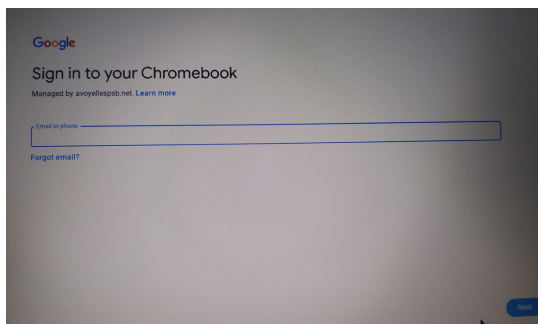 Google
Sign in to your Chromebook
Managed by avoyellespsb.net. Learn more
Email or phone
Forgot email?
Next